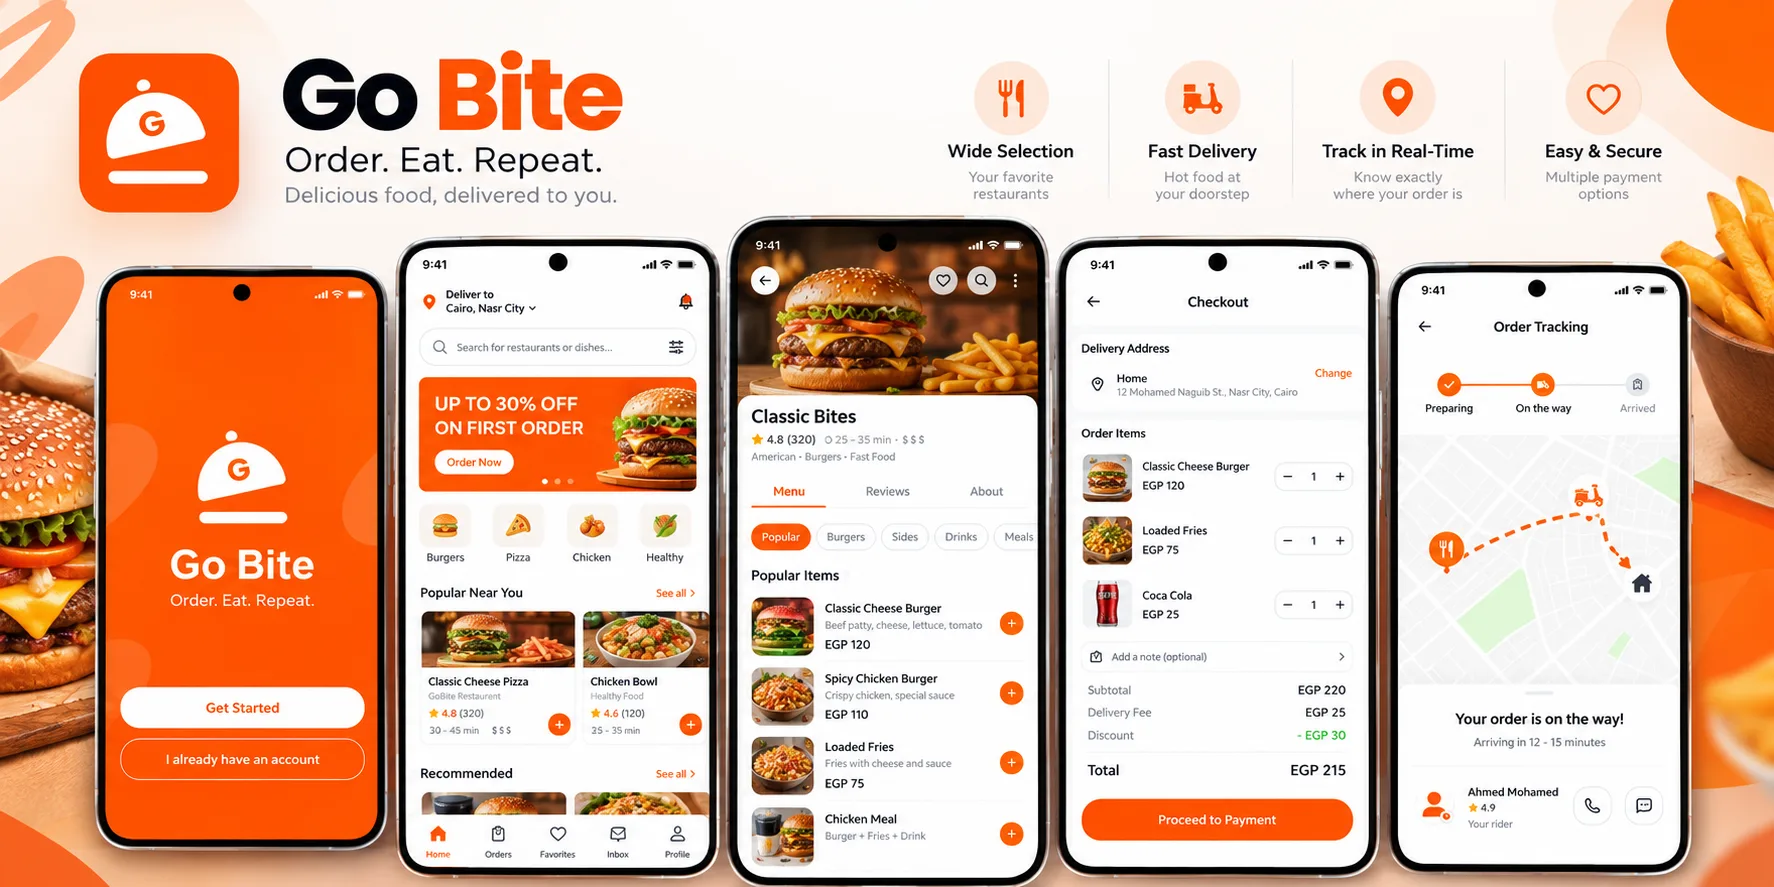 G
Go Bite
Order. Eat. Repeat.
Delicious food, delivered to you.
Wide Selection
Your favorite
restaurants
Fast Delivery
Hot food at
your doorstep
Track in Real-Time
Know exactly
where your order is
Easy & Secure
Multiple payment
options
9:41
G
Go Bite
Order. Eat. Repeat.
Get Started
I already have an account
9:41
Deliver to
Cairo, Nasr City
Search for restaurants or dishes...
UP TO 30% OFF
ON FIRST ORDER
Order Now
Burgers
Pizza
Chicken
Healthy
Popular Near You
See all >
Classic Cheese Pizza
GoBite Restaurent
4.8 (320)
30 - 45 min $$$
Chicken Bowl
Healthy Food
4.6 (120)
25 - 35 min
Recommended
See all >
Home
Orders
Favorites
Inbox
Profile
9:41
Classic Bites
4.8 (320) 25 - 35 min • $$$
American • Burgers • Fast Food
Menu
Reviews
About
Popular
Burgers
Sides
Drinks
Meals
Popular Items
Classic Cheese Burger
Beef patty, cheese, lettuce, tomato
EGP 120
Spicy Chicken Burger
Crispy chicken, special sauce
EGP 110
Loaded Fries
Fries with cheese and sauce
EGP 75
Chicken Meal
Burger + Fries + Drink
9:41
Checkout
Delivery Address
Home
12 Mohamed Naguib St., Nasr City, Cairo
Change
Order Items
Classic Cheese Burger
EGP 120
− 1 +
Loaded Fries
EGP 75
− 1 +
Coca Cola
EGP 25
− 1 +
Add a note (optional)
Subtotal EGP 220
Delivery Fee EGP 25
Discount - EGP 30
Total EGP 215
Proceed to Payment
9:41
Order Tracking
Preparing
On the way
Arrived
Your order is on the way!
Arriving in 12 - 15 minutes
Ahmed Mohamed
4.9
Your rider